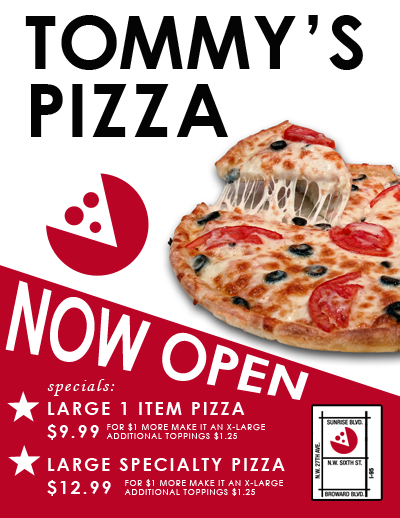 TOMMY'S
PIZZA
NOW OPEN
specials:
LARGE 1 ITEM PIZZA
$9.99 FOR $1 MORE MAKE IT AN X-LARGE
ADDITIONAL TOPPINGS $1.25
LARGE SPECIALTY PIZZA
$12.99 FOR $1 MORE MAKE IT AN X-LARGE
ADDITIONAL TOPPINGS $1.25
SUNRISE BLVD.
N.W. 27TH AVE.
N.W. SIXTH ST.
I-95
BROWARD BLVD.